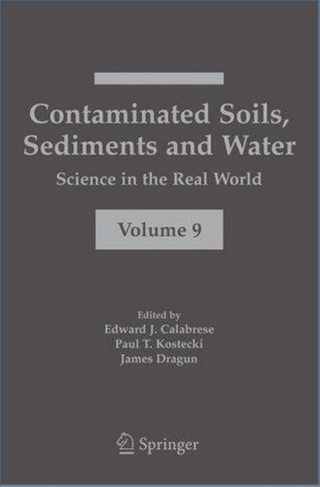 Contaminated Soils,
Sediments and Water
Science in the Real World
Volume 9
Edited by
Edward J. Calabrese
Paul T. Kostecki
James Dragun
Springer